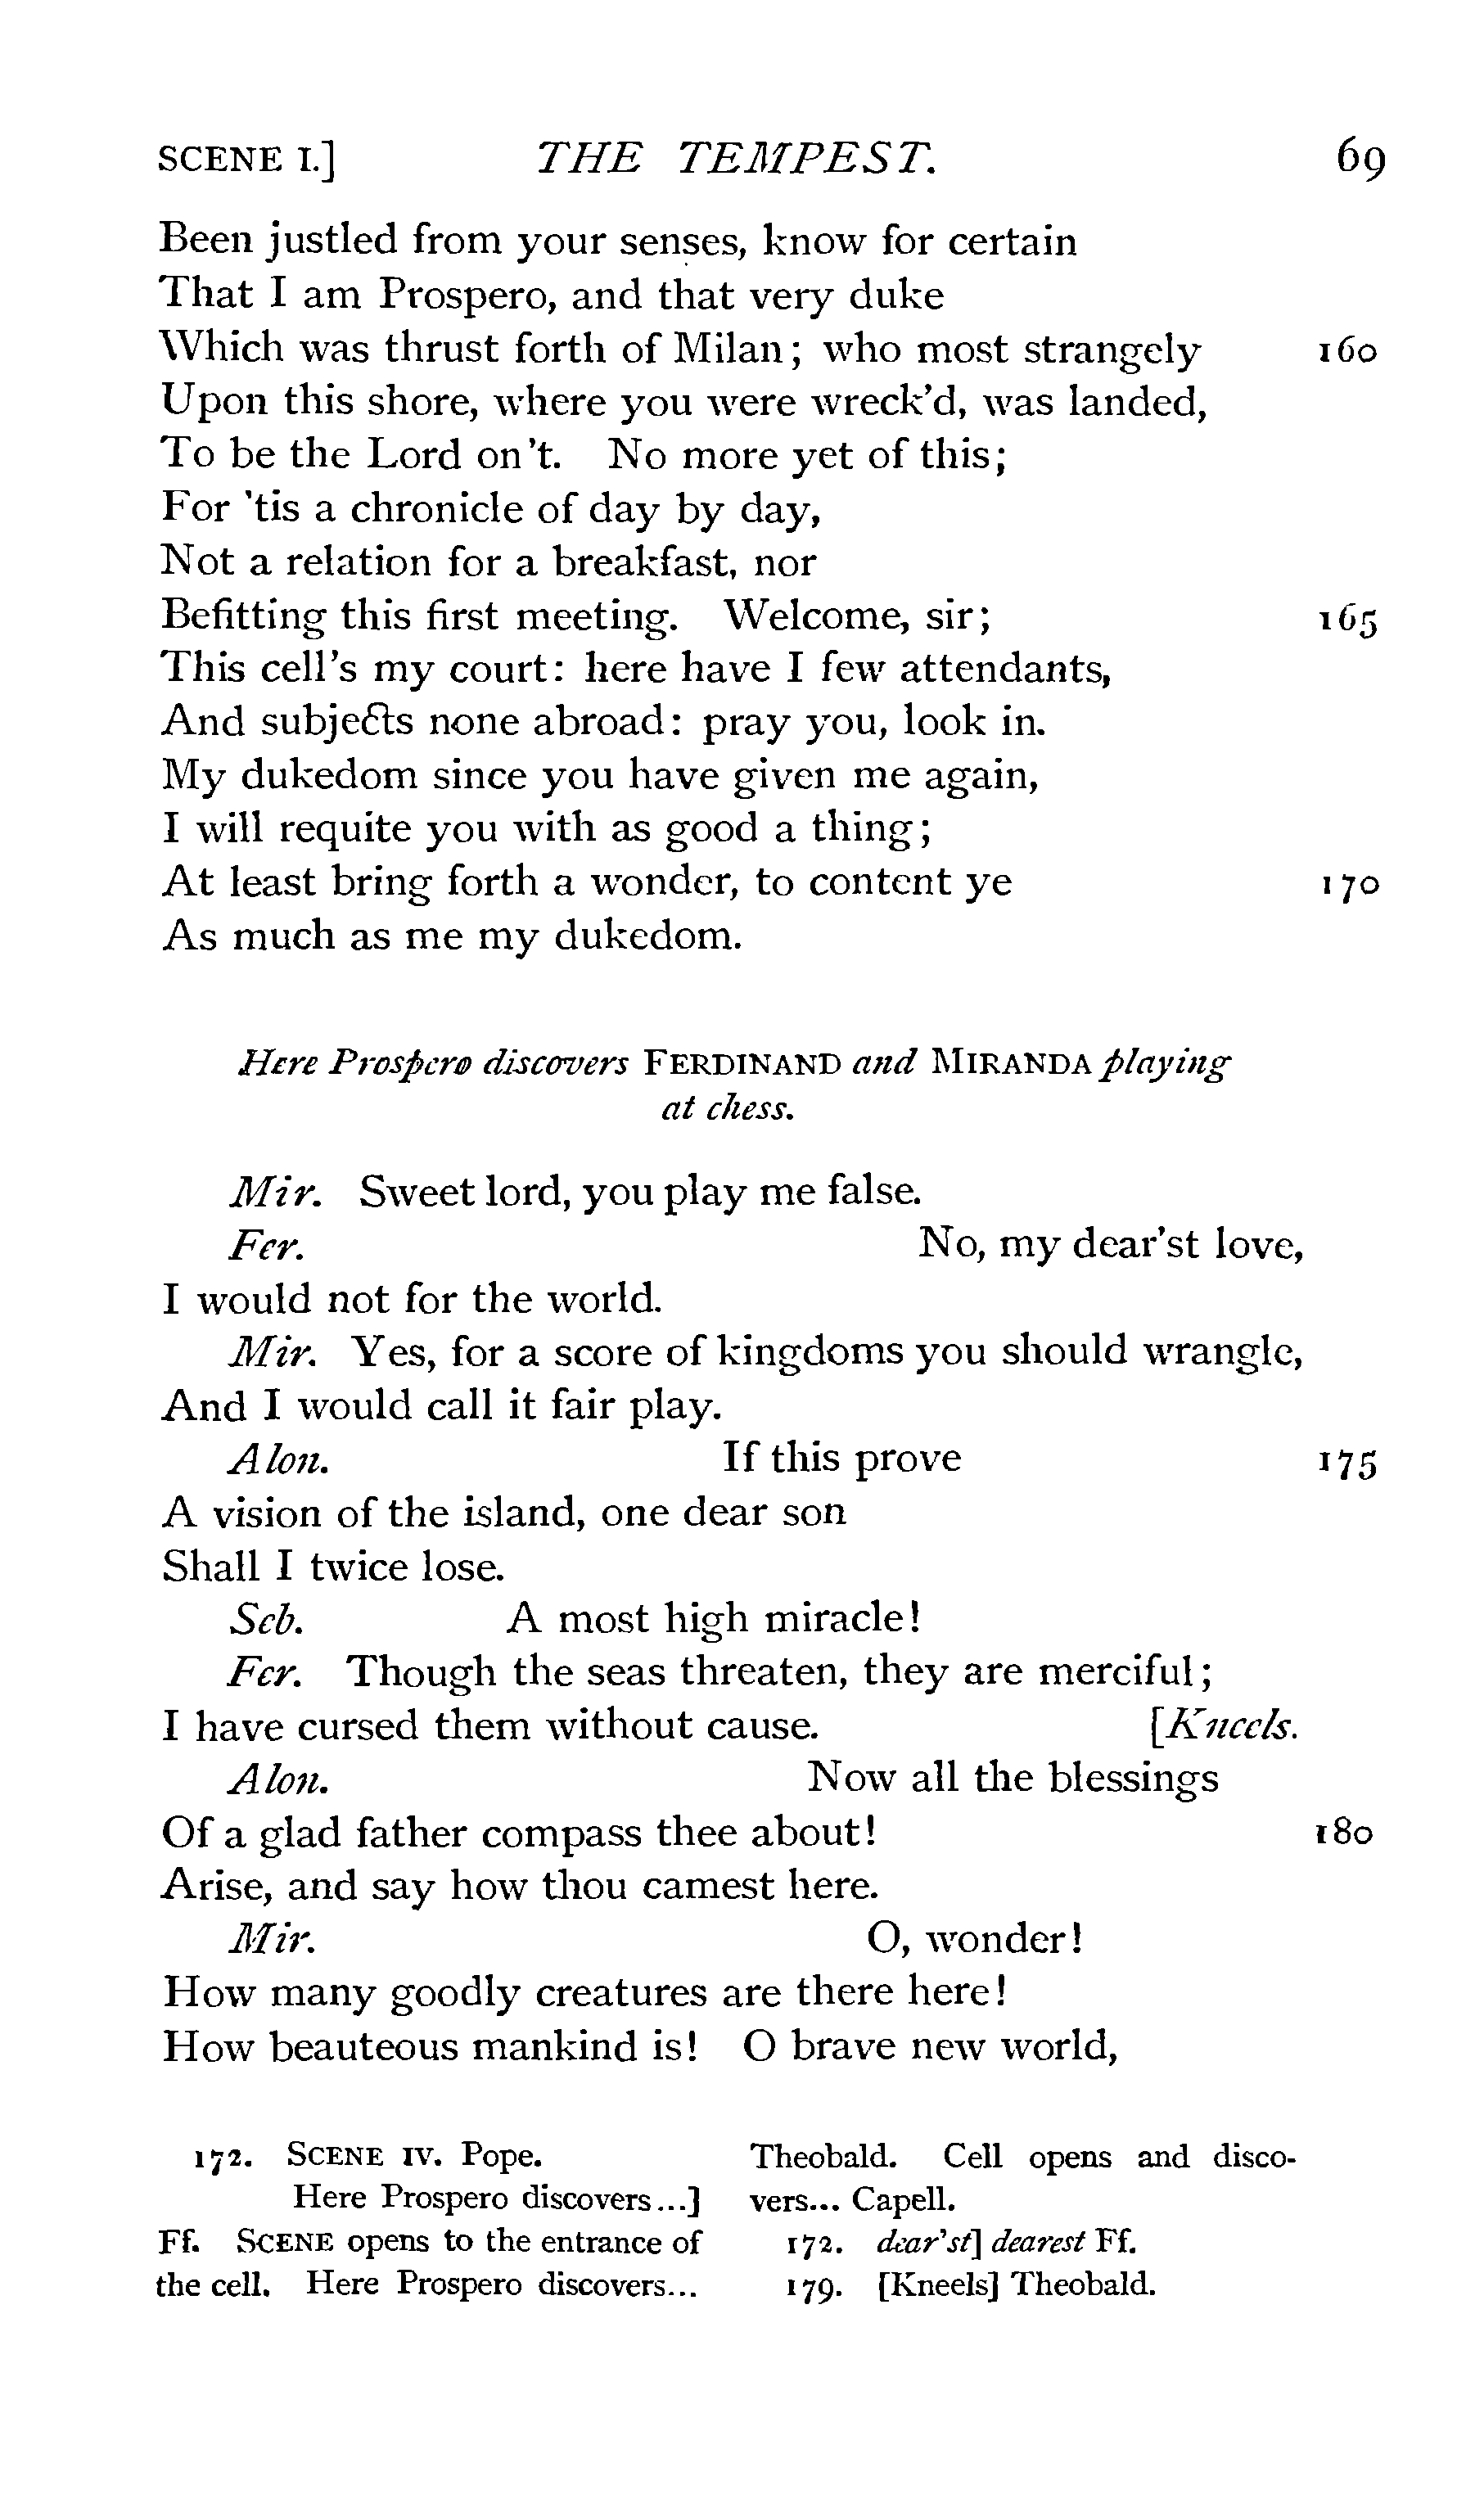 SCENE I.] THE TEMPEST. 69
Been justled from your senses, know for certain
That I am Prospero, and that very duke
Which was thrust forth of Milan; who most strangely 160
Upon this shore, where you were wreck'd, was landed,
To be the Lord on't. No more yet of this;
For 'tis a chronicle of day by day,
Not a relation for a breakfast, nor
Befitting this first meeting. Welcome, sir; 165
This cell's my court: here have I few attendants,
And subjects none abroad: pray you, look in.
My dukedom since you have given me again,
I will requite you with as good a thing;
At least bring forth a wonder, to content ye 170
As much as me my dukedom.
Here Prospero discovers FERDINAND and MIRANDA playing
at chess.
Mir. Sweet lord, you play me false.
Fer. No, my dear'st love,
I would not for the world.
Mir. Yes, for a score of kingdoms you should wrangle,
And I would call it fair play.
Alon. If this prove 175
A vision of the island, one dear son
Shall I twice lose.
Seb. A most high miracle!
Fer. Though the seas threaten, they are merciful;
I have cursed them without cause. [Kneels.
Alon. Now all the blessings
Of a glad father compass thee about! 180
Arise, and say how thou camest here.
Mir. O, wonder!
How many goodly creatures are there here!
How beauteous mankind is! O brave new world,
172. SCENE IV. Pope.
Here Prospero discovers...]
Ff. SCENE opens to the entrance of
the cell. Here Prospero discovers...
Theobald. Cell opens and disco-
vers... Capell.
172. dear'st] dearest Ff.
179. [Kneels] Theobald.